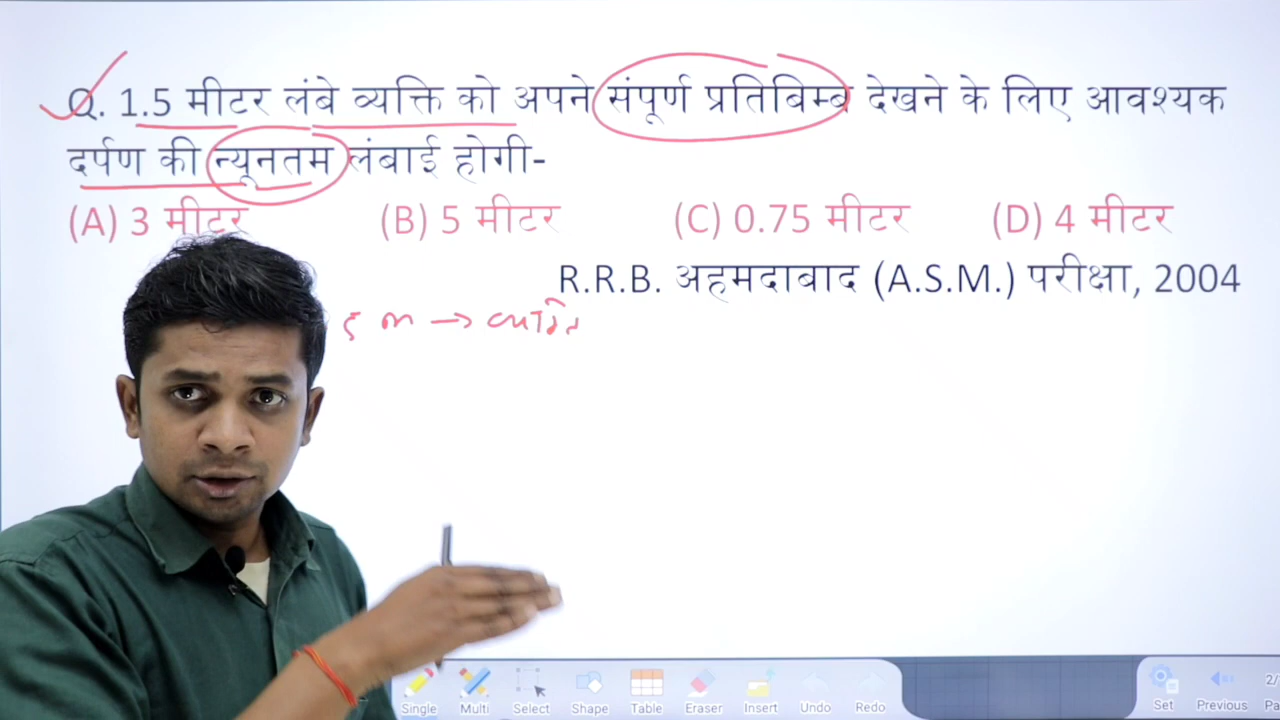 Q. 1.5 मीटर लंबे व्यक्ति को अपने संपूर्ण प्रतिबिम्ब देखने के लिए आवश्यक
दर्पण की न्यूनतम लंबाई होगी-
(A) 3 मीटर (B) 5 मीटर (C) 0.75 मीटर (D) 4 मीटर
R.R.B. अहमदाबाद (A.S.M.) परीक्षा, 2004
5 m →
Single Multi Select Shape Table Eraser Insert Undo Redo Set Previous